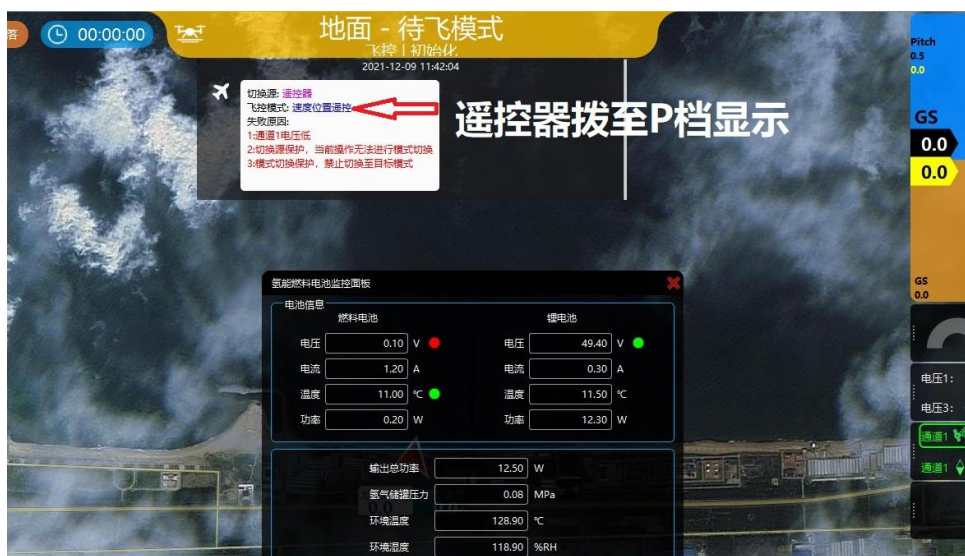 落
00:00:00
地面 - 待飞模式
飞控 | 初始化
2021-12-09 11:42:04
切换源: 遥控器
飞控模式: 速度位置遥控
失败原因:
1:通道1电压低
2:切换源保护，当前操作无法进行模式切换
3:模式切换保护，禁止切换至目标模式
遥控器拨至P档显示
Pitch
0.5
0.0
GS
0.0
0.0
GS
0.0
氢能燃料电池监控面板
电池信息
燃料电池 锂电池
电压 0.10 V 电压 49.40 V
电流 1.20 A 电流 0.30 A
温度 11.00 ℃ 温度 11.50 ℃
功率 0.20 W 功率 12.30 W
输出总功率 12.50 W
氢气储罐压力 0.08 MPa
环境温度 128.90 ℃
环境湿度 118.90 %RH
电压1:
电压3:
通道1
通道1